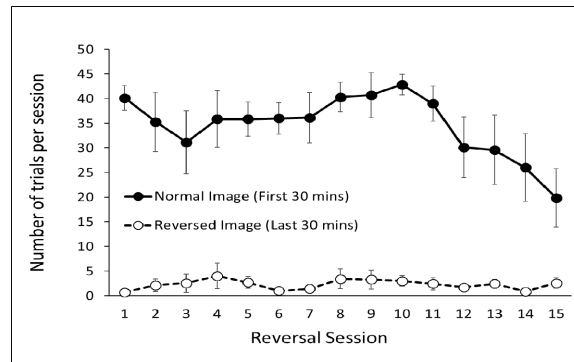 Number of trials per session
50
45
40
35
30
25
20
15
10
5
0
Normal Image (First 30 mins)
Reversed Image (Last 30 mins)
1 2 3 4 5 6 7 8 9 10 11 12 13 14 15
Reversal Session